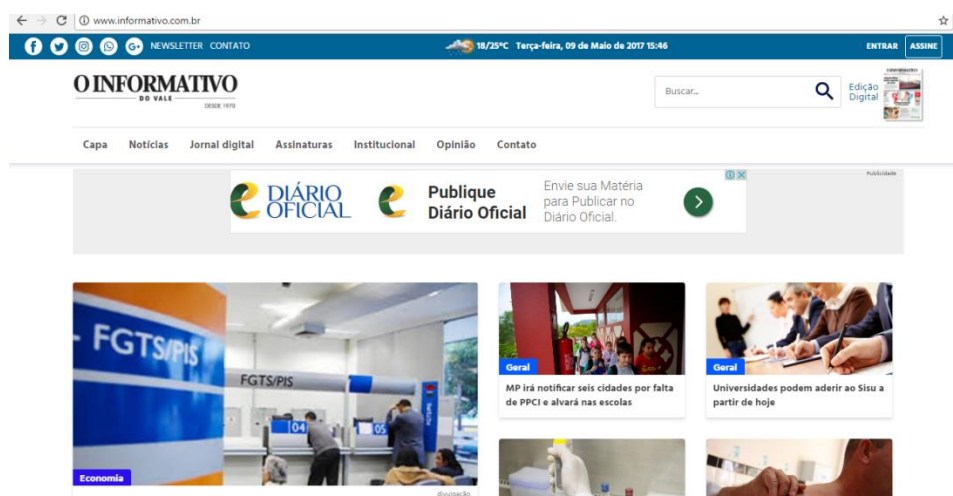 www.informativo.com.br
NEWSLETTER CONTATO
18/25ºC Terça-feira, 09 de Maio de 2017 15:46
ENTRAR ASSINE
O INFORMATIVO
DO VALE
DESDE 1970
Buscar...
Edição
Digital
Capa Notícias Jornal digital Assinaturas Institucional Opinião Contato
Publicidade
DIÁRIO
OFICIAL
Publique
Diário Oficial
Envie sua Matéria
para Publicar no
Diário Oficial.
FGTS/PIS
FGTS/PIS
04
05
Economia
divulgação
Geral
MP irá notificar seis cidades por falta
de PPCI e alvará nas escolas
Geral
Universidades podem aderir ao Sisu a
partir de hoje